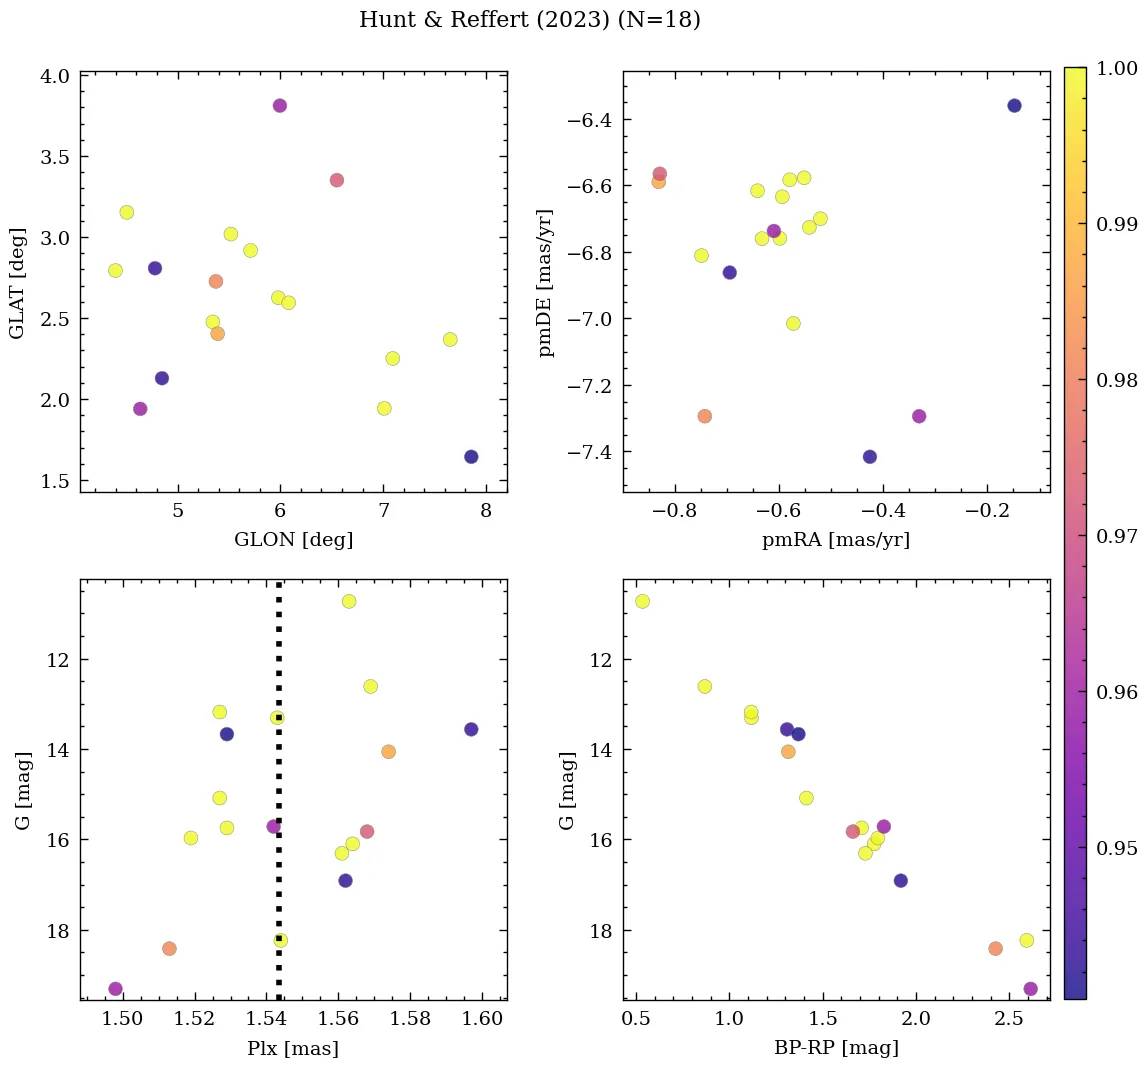 Hunt & Reffert (2023) (N=18)
4.0
3.5
3.0
2.5
2.0
1.5
GLAT [deg]
5 6 7 8
GLON [deg]
−6.4
−6.6
−6.8
−7.0
−7.2
−7.4
pmDE [mas/yr]
−0.8 −0.6 −0.4 −0.2
pmRA [mas/yr]
12
14
16
18
G [mag]
1.50 1.52 1.54 1.56 1.58 1.60
Plx [mas]
12
14
16
18
G [mag]
0.5 1.0 1.5 2.0 2.5
BP-RP [mag]
1.00
0.99
0.98
0.97
0.96
0.95